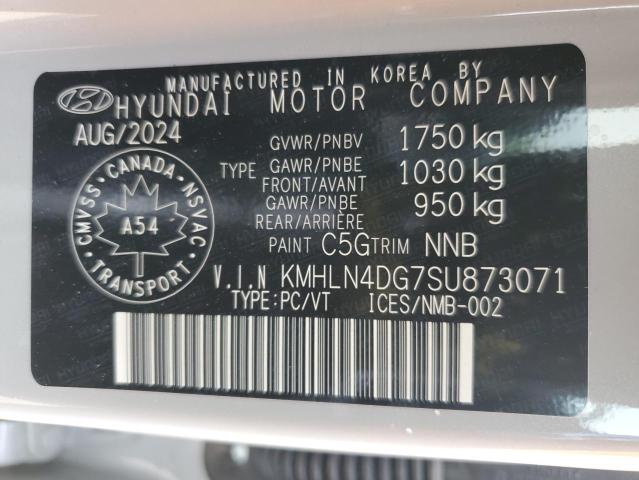 MANUFACTURED IN KOREA BY
HYUNDAI MOTOR COMPANY
AUG/2024
GVWR/PNBV 1750 kg
TYPE GAWR/PNBE 1030 kg
FRONT/AVANT
GAWR/PNBE 950 kg
REAR/ARRIÈRE
PAINT C5G TRIM NNB
CMVSS CANADA NSVAC
A54
TRANSPORT
V.I.N KMHLN4DG7SU873071
TYPE:PC/VT ICES/NMB-002